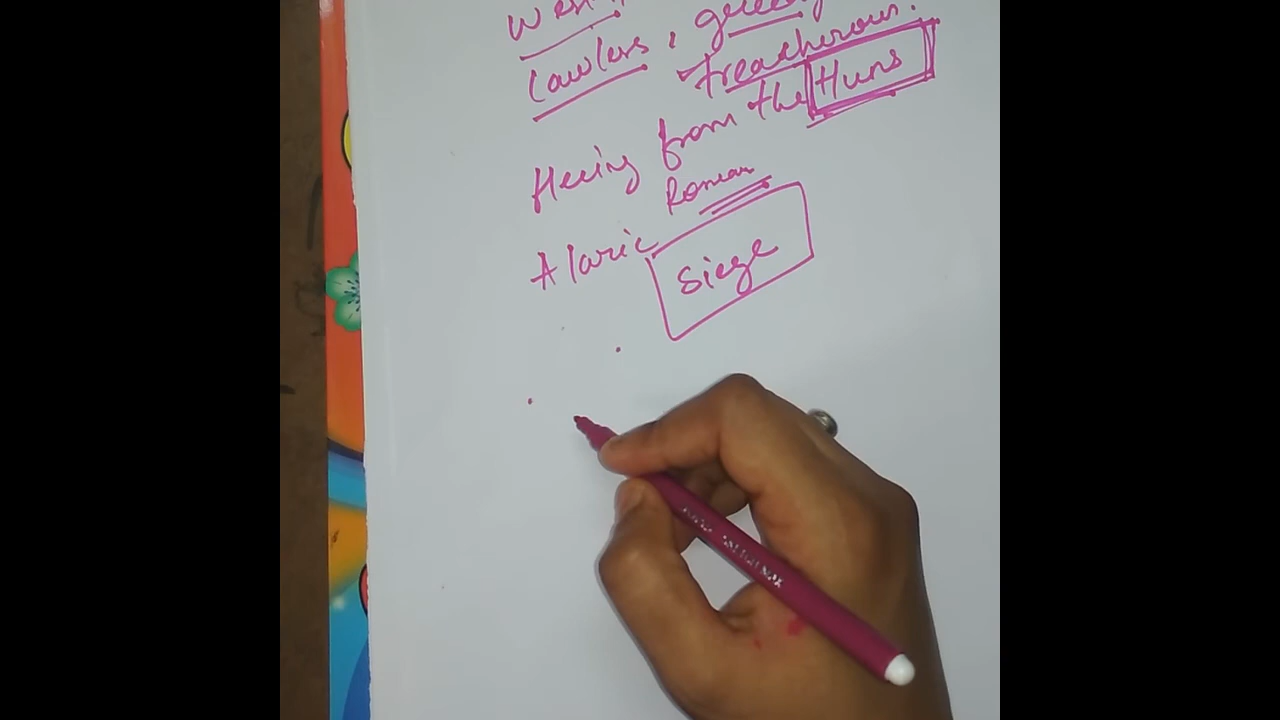 Lawless, greedy
treacherous.
fleeing from the Huns
Roman
Alaric Siege